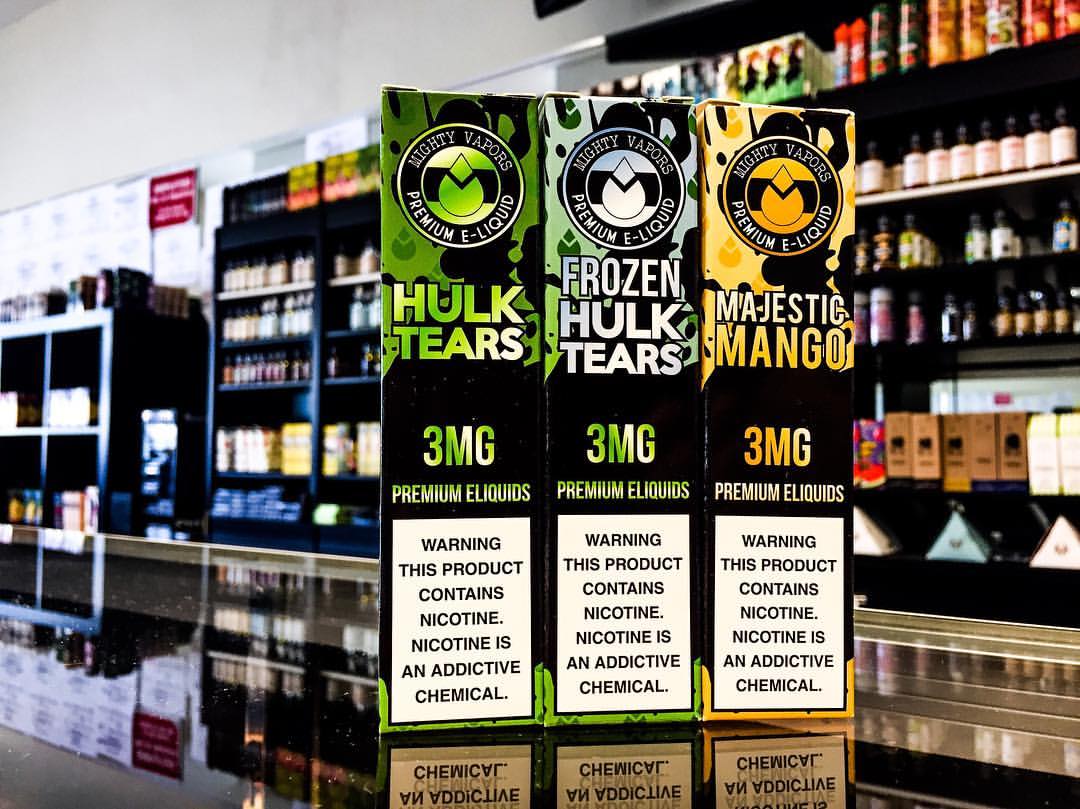 MIGHTY VAPORS
PREMIUM E-LIQUID
HULK
TEARS
3MG
PREMIUM ELIQUIDS
WARNING
THIS PRODUCT
CONTAINS
NICOTINE.
NICOTINE IS
AN ADDICTIVE
CHEMICAL.
MIGHTY VAPORS
PREMIUM E-LIQUID
FROZEN
HULK
TEARS
3MG
PREMIUM ELIQUIDS
WARNING
THIS PRODUCT
CONTAINS
NICOTINE.
NICOTINE IS
AN ADDICTIVE
CHEMICAL.
MIGHTY VAPORS
PREMIUM E-LIQUID
MAJESTIC
MANGO
3MG
PREMIUM ELIQUIDS
WARNING
THIS PRODUCT
CONTAINS
NICOTINE.
NICOTINE IS
AN ADDICTIVE
CHEMICAL.